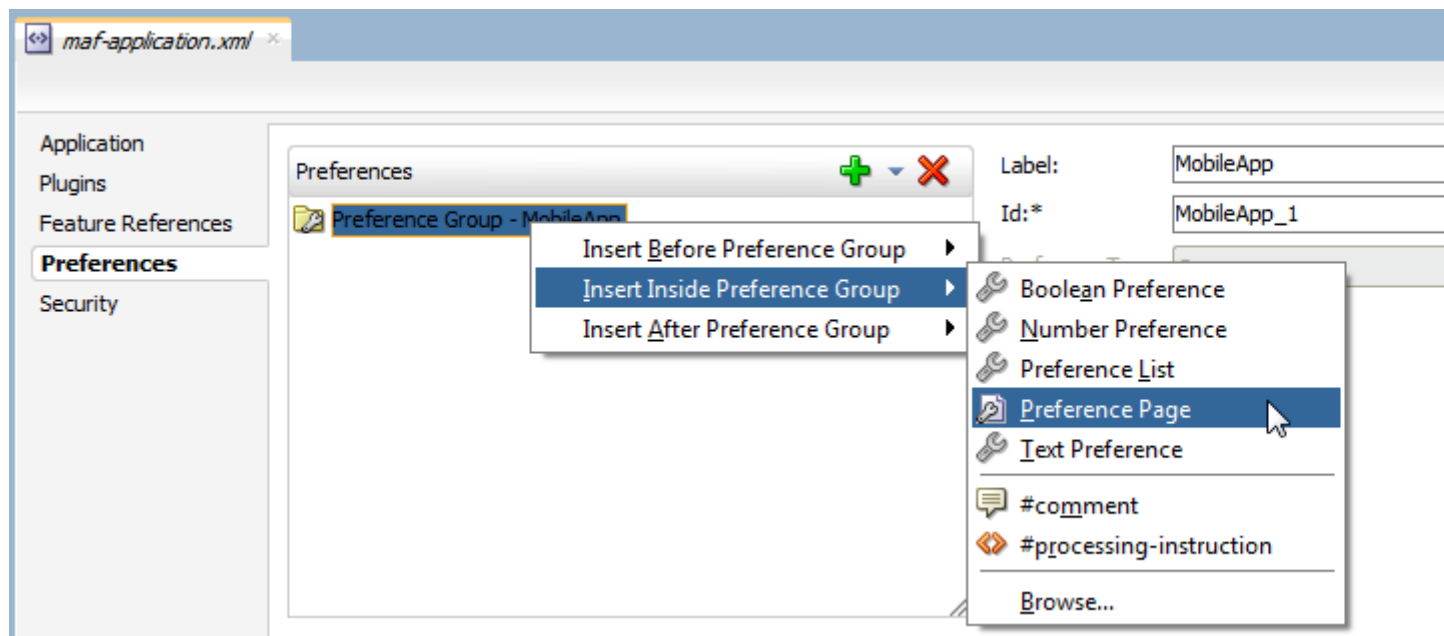 maf-application.xml
Application
Plugins
Feature References
Preferences
Security
Preferences
Preference Group - MobileApp
Label:
MobileApp
Id:*
MobileApp_1
Insert Before Preference Group
Insert Inside Preference Group
Insert After Preference Group
Boolean Preference
Number Preference
Preference List
Preference Page
Text Preference
#comment
#processing-instruction
Browse...